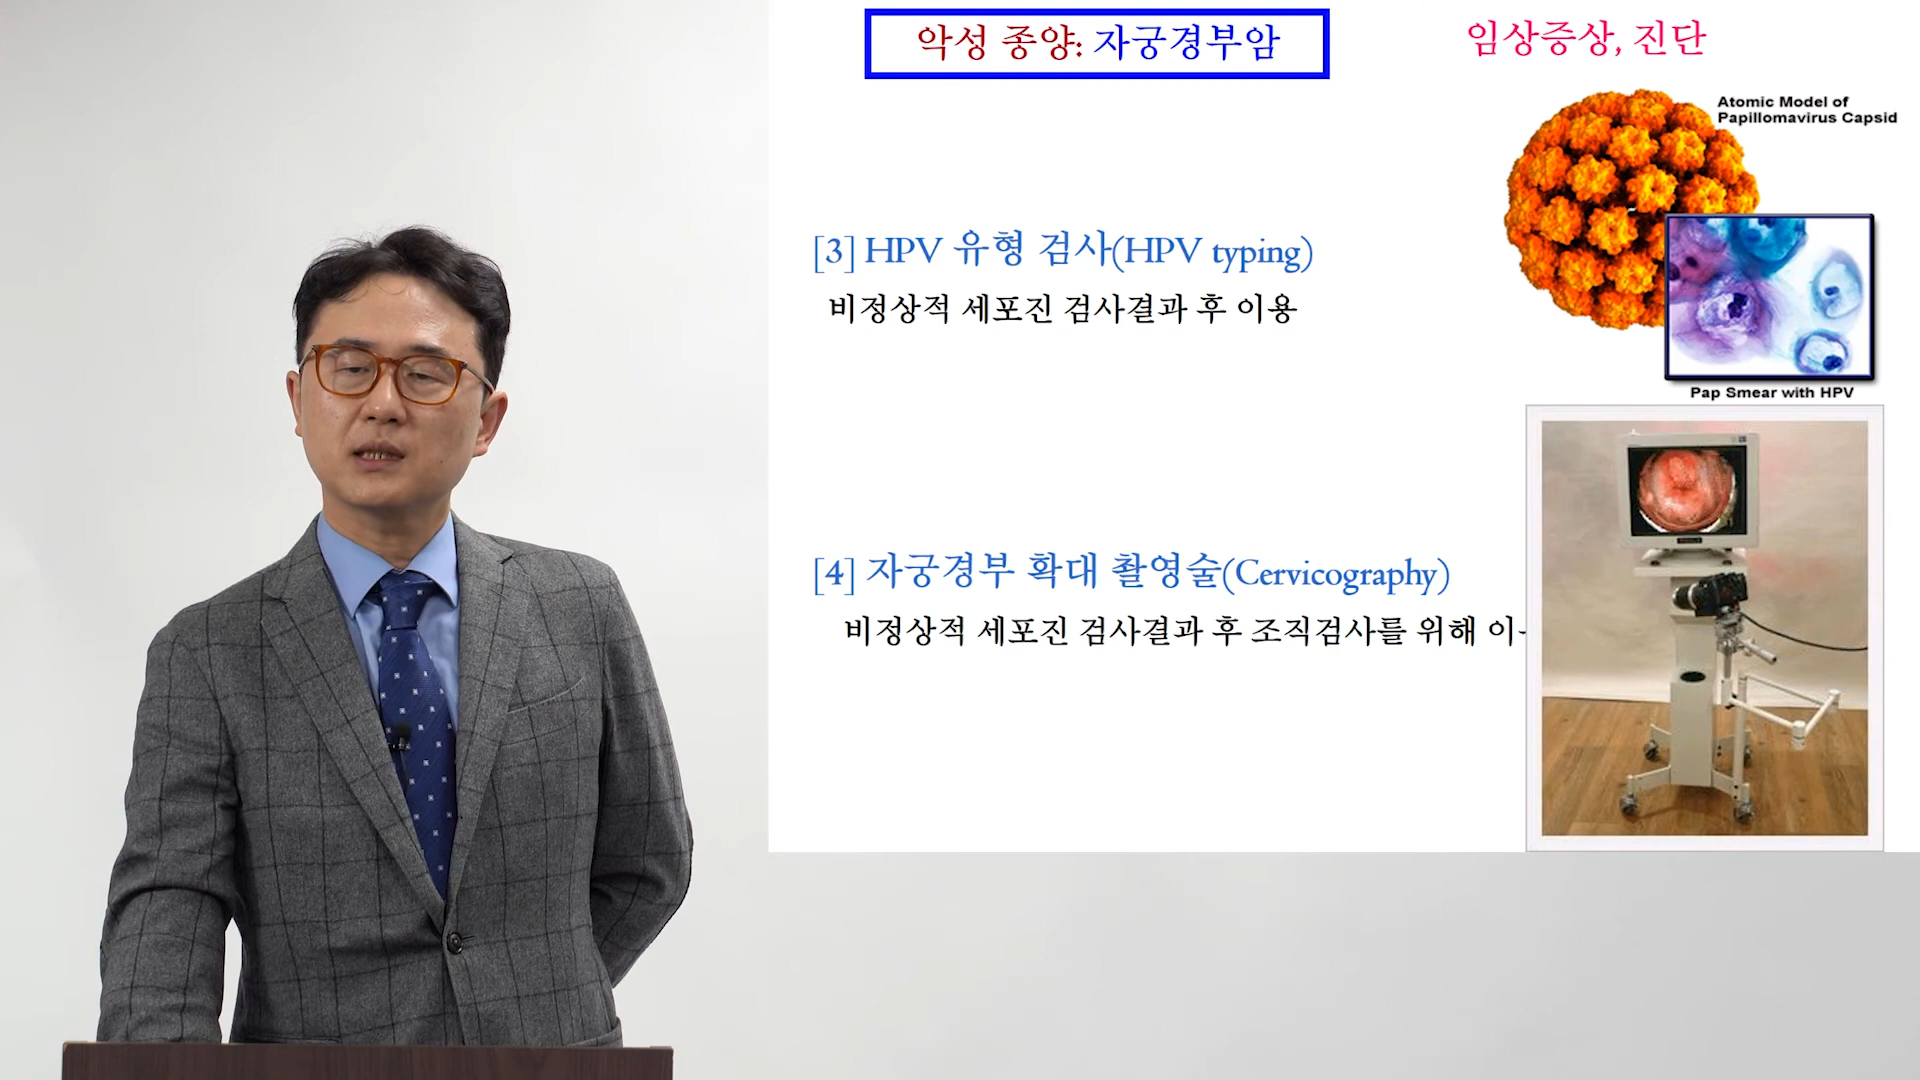 악성 종양: 자궁경부암
임상증상, 진단
Atomic Model of
Papillomavirus Capsid
[3] HPV 유형 검사(HPV typing)
비정상적 세포진 검사결과 후 이용
Pap Smear with HPV
[4] 자궁경부 확대 촬영술(Cervicography)
비정상적 세포진 검사결과 후 조직검사를 위해